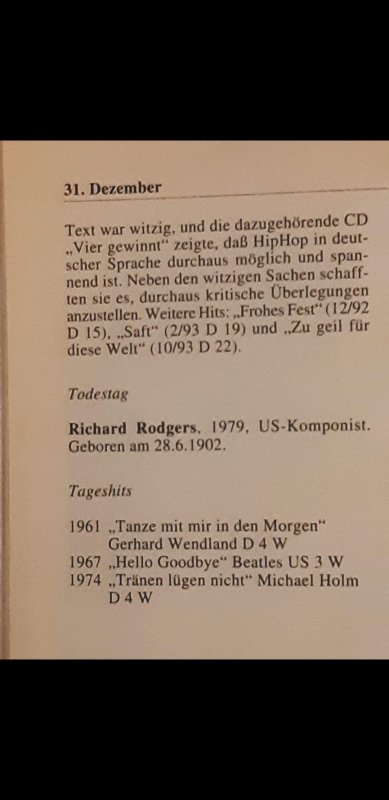 31. Dezember
Text war witzig, und die dazugehörende CD
„Vier gewinnt“ zeigte, daß HipHop in deut-
scher Sprache durchaus möglich und span-
nend ist. Neben den witzigen Sachen schaff-
ten sie es, durchaus kritische Überlegungen
anzustellen. Weitere Hits: „Frohes Fest“ (12/92
D 15), „Saft“ (2/93 D 19) und „Zu geil für
diese Welt“ (10/93 D 22).
Todestag
Richard Rodgers, 1979, US-Komponist.
Geboren am 28.6.1902.
Tageshits
1961 „Tanze mit mir in den Morgen“
Gerhard Wendland D 4 W
1967 „Hello Goodbye“ Beatles US 3 W
1974 „Tränen lügen nicht“ Michael Holm
D 4 W